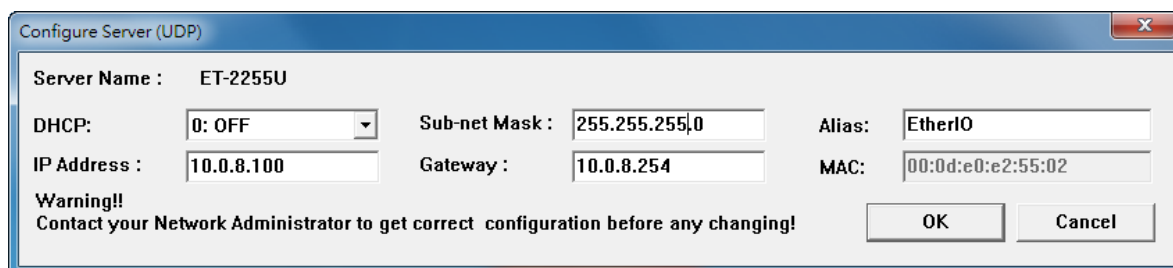 Configure Server (UDP)
Server Name : ET-2255U
DHCP: 0: OFF Sub-net Mask : 255.255.255.0 Alias: EtherIO
IP Address : 10.0.8.100 Gateway : 10.0.8.254 MAC: 00:0d:e0:e2:55:02
Warning!!
Contact your Network Administrator to get correct configuration before any changing!
OK Cancel